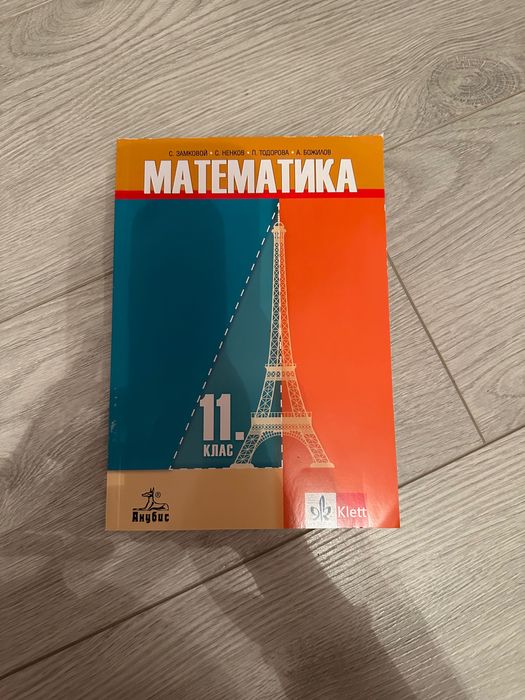 С. ЗАМКОВОЙ • С. НЕНКОВ • П. ТОДОРОВА • А. БОЖИЛОВ
МАТЕМАТИКА
11.
КЛАС
®
Анубис
Klett